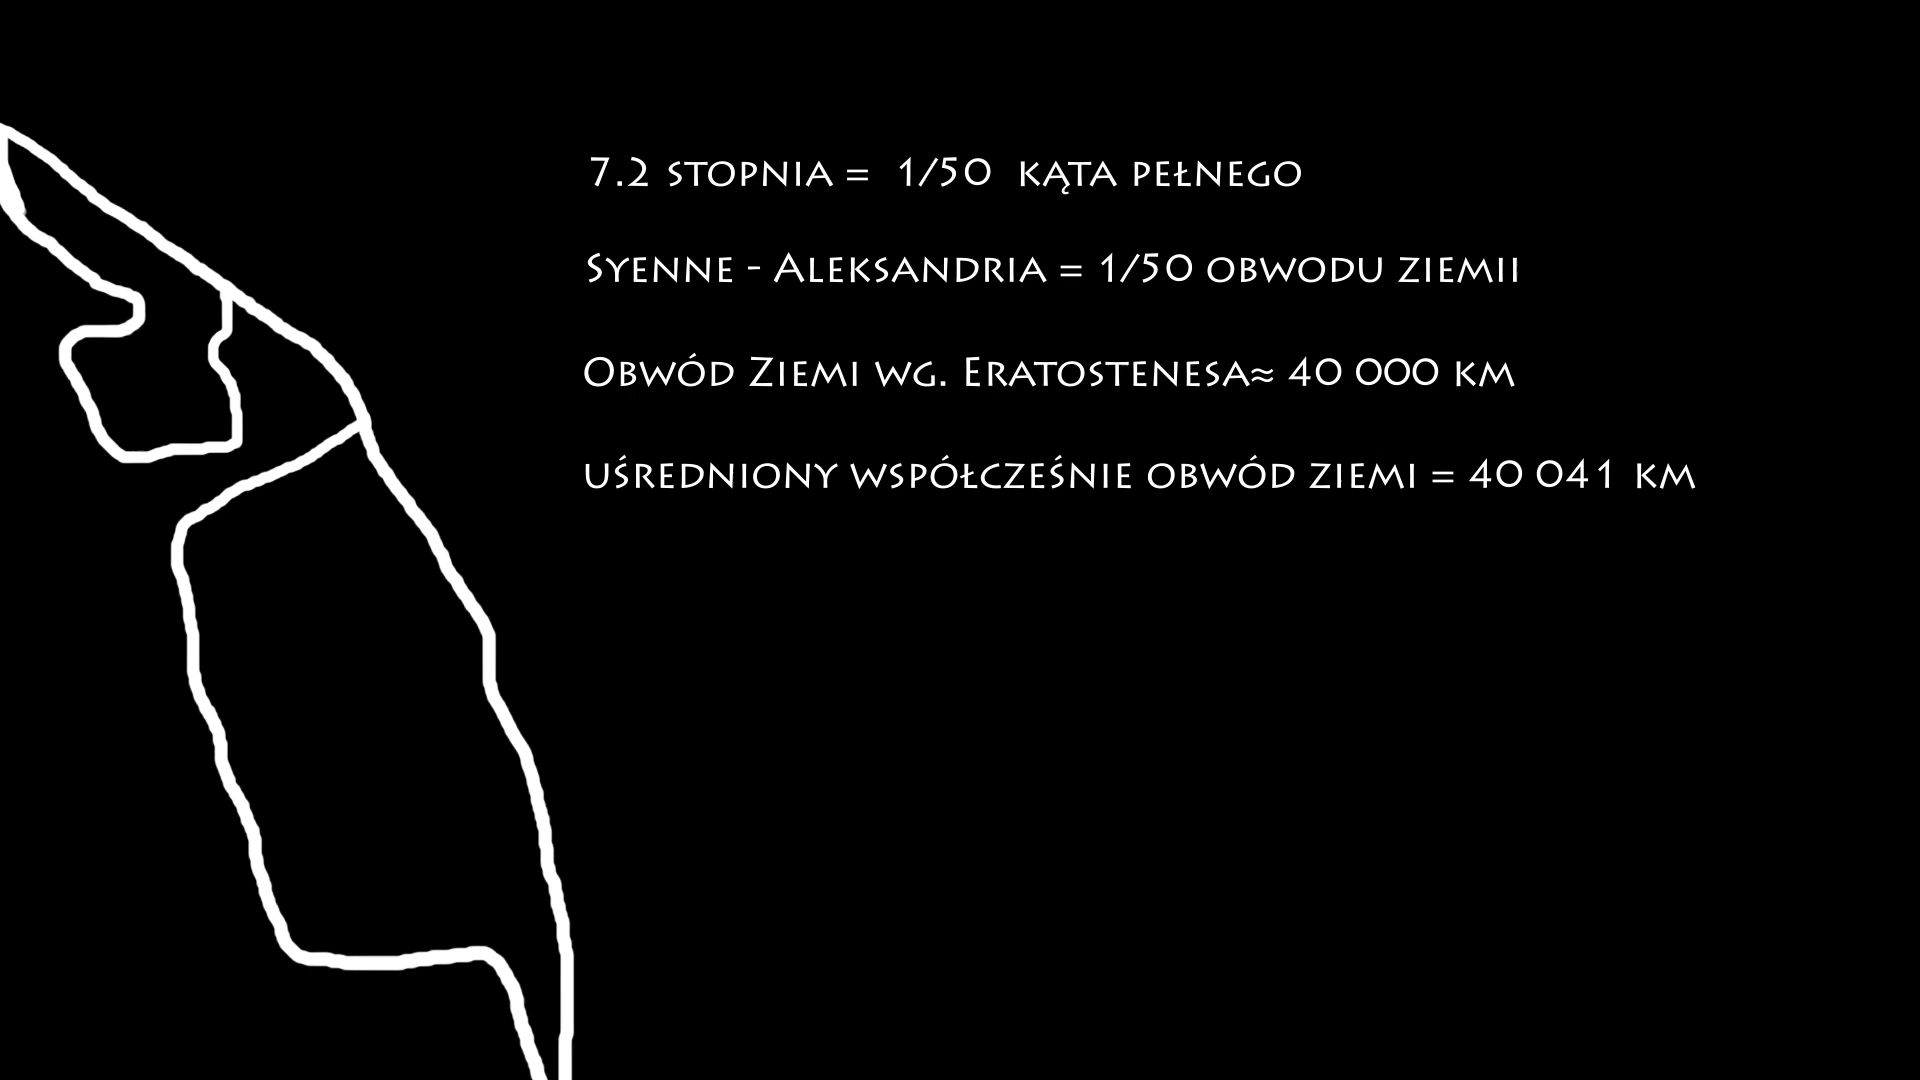 7.2 stopnia = 1/50 kąta pełnego
Syenne - Aleksandria = 1/50 obwodu ziemii
Obwód Ziemi wg. Eratostenesa≈ 40 000 km
uśredniony współcześnie obwód ziemi = 40 041 km